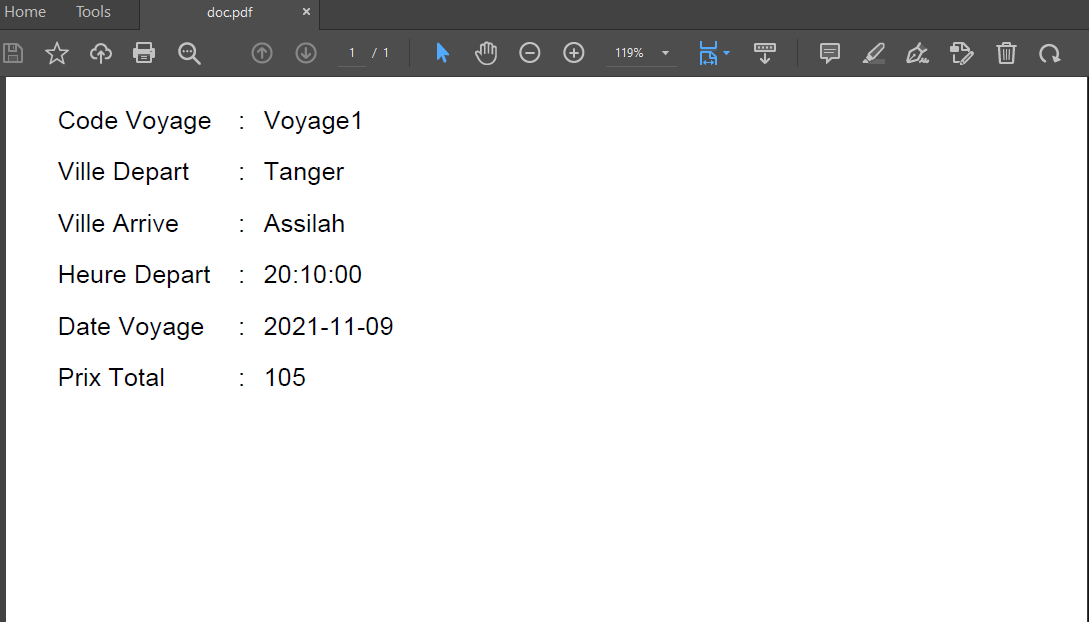 Home Tools doc.pdf ×
1 / 1 119%
Code Voyage : Voyage1
Ville Depart : Tanger
Ville Arrive : Assilah
Heure Depart : 20:10:00
Date Voyage : 2021-11-09
Prix Total : 105